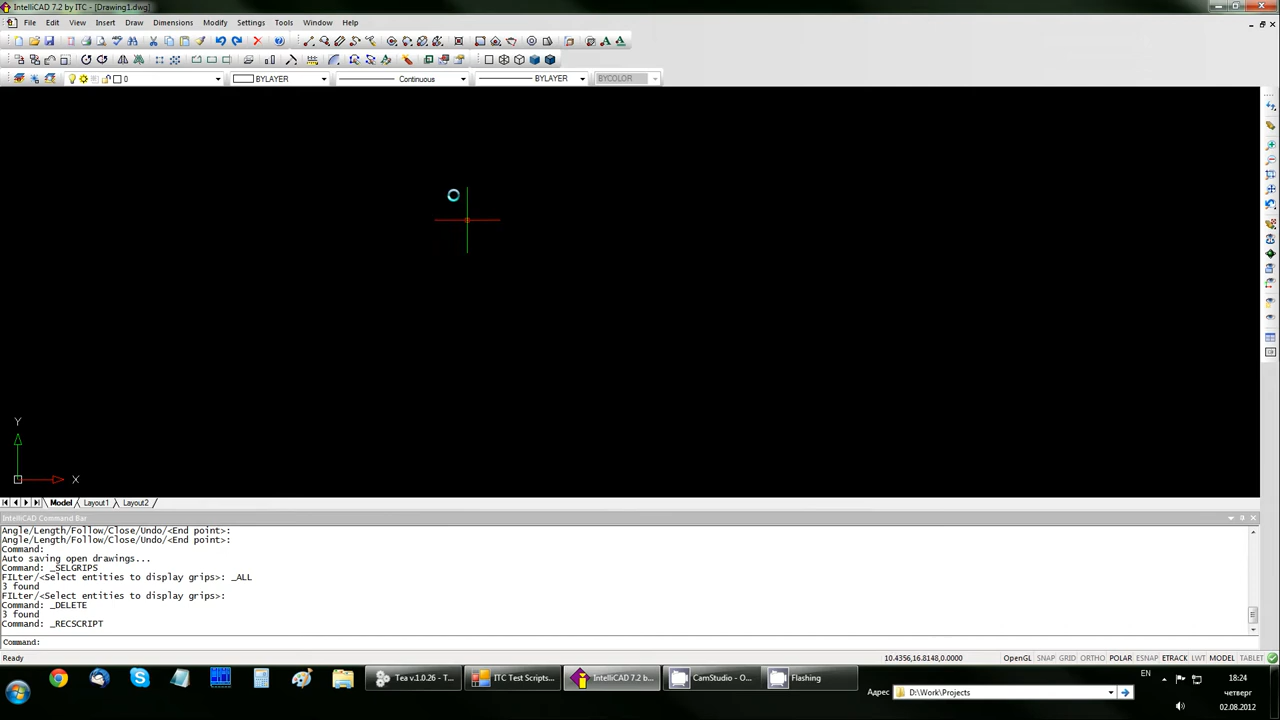 IntelliCAD 7.2 by ITC - [Drawing1.dwg]
File Edit View Insert Draw Dimensions Modify Settings Tools Window Help
0 BYLAYER Continuous BYLAYER BYCOLOR
Y
X
Model Layout1 Layout2
IntelliCAD Command Bar
Angle/Length/Follow/Close/Undo/<End point>:
Angle/Length/Follow/Close/Undo/<End point>:
Command:
Auto saving open drawings...
Command: _SELGRIPS
FILter/<Select entities to display grips>: _ALL
3 found
FILter/<Select entities to display grips>:
Command: _DELETE
3 found
Command: _RECSCRIPT
Command:
Ready 10.4356,16.8148,0.0000 OpenGL SNAP GRID ORTHO POLAR ESNAP ETRACK LWT MODEL TABLET
Tea v.1.0.26 - T... ITC Test Scripts... IntelliCAD 7.2 b... CamStudio - O... Flashing EN 18:24
четверг
Адрес D:\Work\Projects
02.08.2012